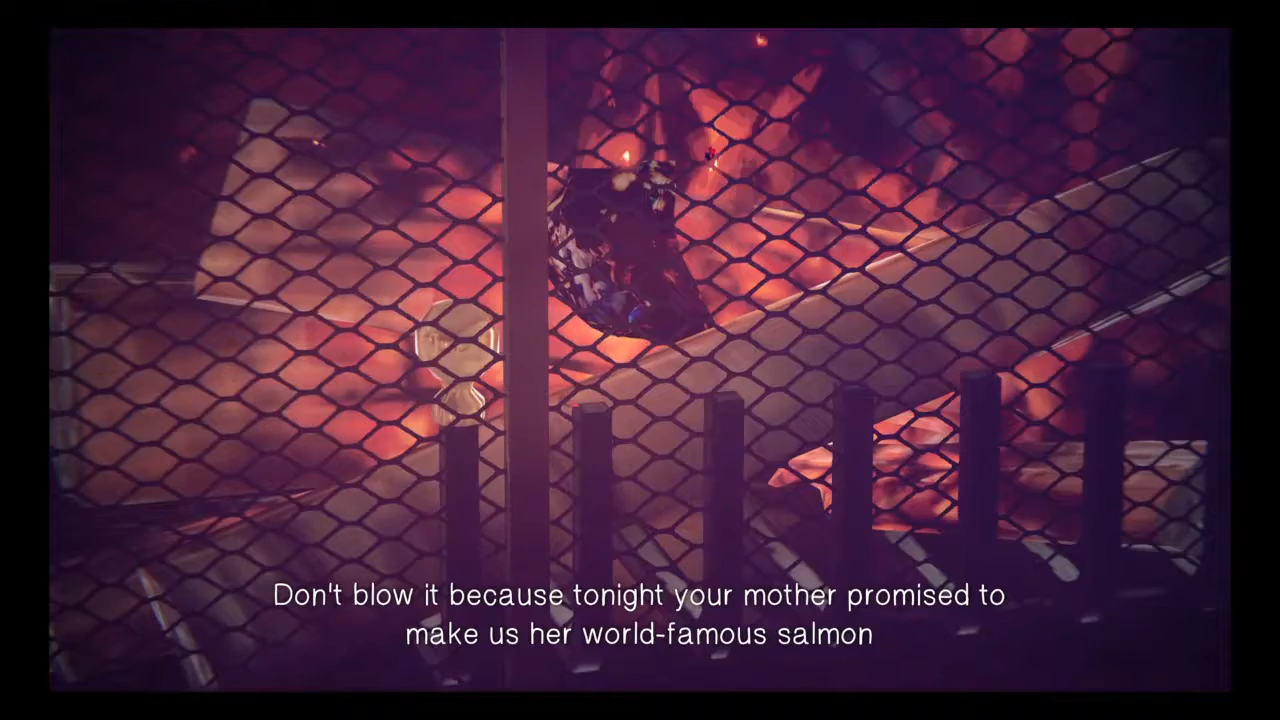 Don't blow it because tonight your mother promised to
make us her world-famous salmon